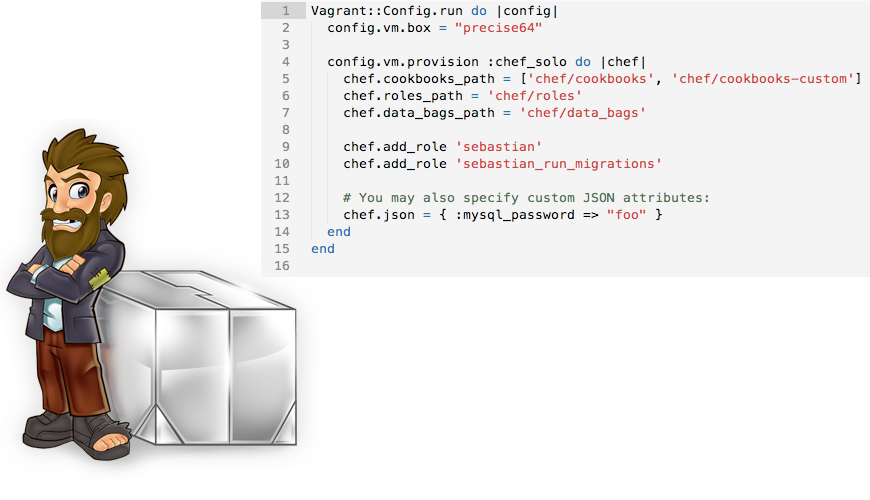 1 Vagrant::Config.run do |config|
2   config.vm.box = "precise64"
3
4   config.vm.provision :chef_solo do |chef|
5     chef.cookbooks_path = ['chef/cookbooks', 'chef/cookbooks-custom']
6     chef.roles_path = 'chef/roles'
7     chef.data_bags_path = 'chef/data_bags'
8
9     chef.add_role 'sebastian'
10     chef.add_role 'sebastian_run_migrations'
11
12     # You may also specify custom JSON attributes:
13     chef.json = { :mysql_password => "foo" }
14   end
15 end
16